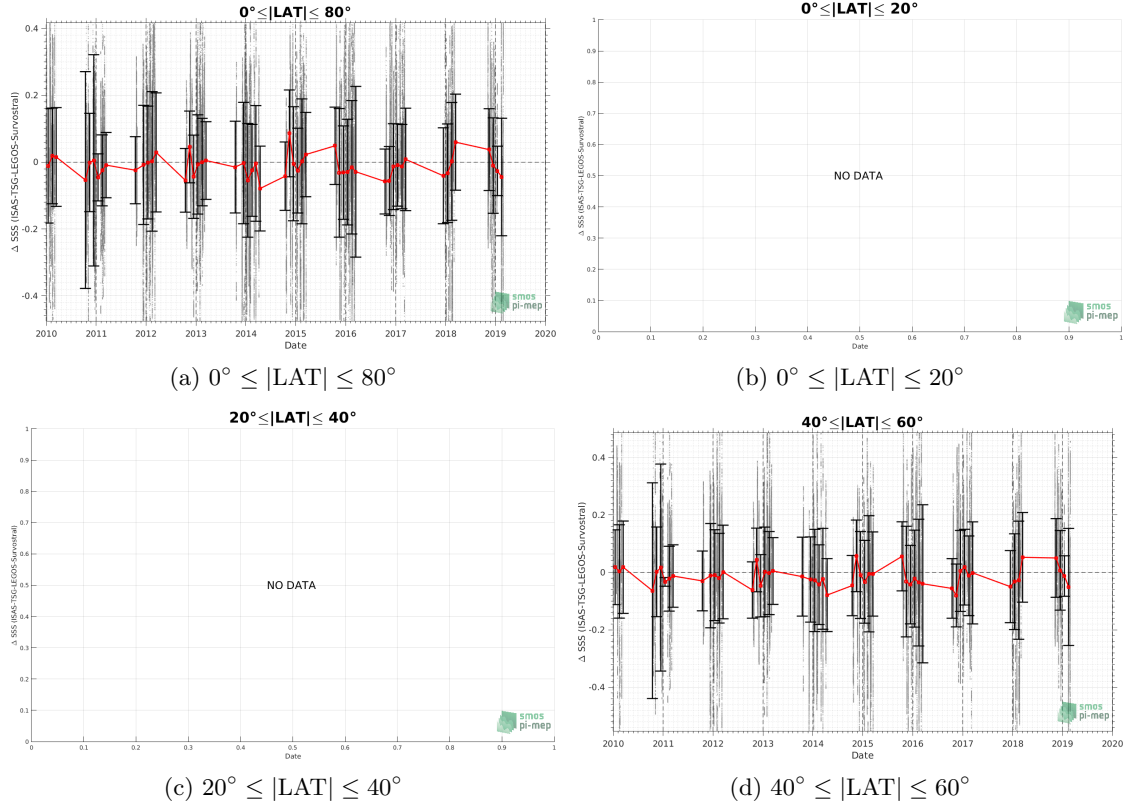 0°≤|LAT|≤ 80°
Δ SSS (ISAS-TSG-LEGOS-Survostral)
0.4
0.2
0
-0.2
-0.4
2010 2011 2012 2013 2014 2015 2016 2017 2018 2019 2020
Date
smos
pi-mep
(a) 0° ≤ |LAT| ≤ 80°
0°≤|LAT|≤ 20°
Δ SSS (ISAS-TSG-LEGOS-Survostral)
1
0.9
0.8
0.7
0.6
0.5
0.4
0.3
0.2
0.1
0
NO DATA
0 0.1 0.2 0.3 0.4 0.5 0.6 0.7 0.8 0.9 1
Date
smos
pi-mep
(b) 0° ≤ |LAT| ≤ 20°
20°≤|LAT|≤ 40°
Δ SSS (ISAS-TSG-LEGOS-Survostral)
1
0.9
0.8
0.7
0.6
0.5
0.4
0.3
0.2
0.1
0
NO DATA
0 0.1 0.2 0.3 0.4 0.5 0.6 0.7 0.8 0.9 1
Date
smos
pi-mep
(c) 20° ≤ |LAT| ≤ 40°
40°≤|LAT|≤ 60°
Δ SSS (ISAS-TSG-LEGOS-Survostral)
0.4
0.2
0
-0.2
-0.4
2010 2011 2012 2013 2014 2015 2016 2017 2018 2019 2020
Date
smos
pi-mep
(d) 40° ≤ |LAT| ≤ 60°